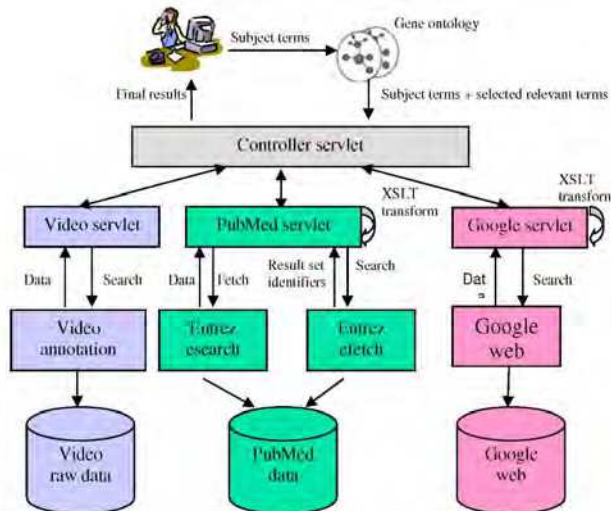 Gene ontology
Subject terms
Final results
Subject terms + selected relevant terms
Controller servlet
XSLT
transform
XSLT
transform
Video servlet
PubMed servlet
Google servlet
Data
Search
Data
Fetch
Result set
identifiers
Search
Dat
a
Search
Video
annotation
Entrez
esearch
Entrez
efetch
Google
web
Video
raw data
PubMed
data
Google
web